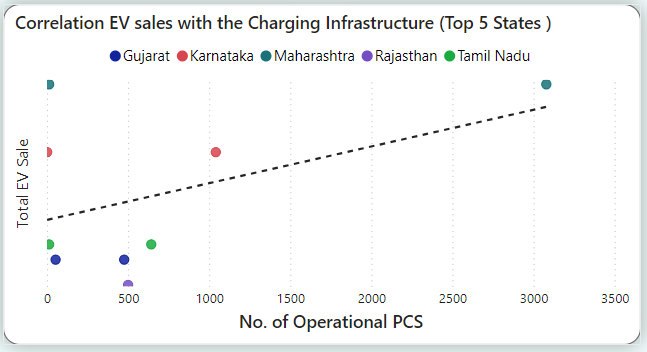 Correlation EV sales with the Charging Infrastructure (Top 5 States )
Gujarat Karnataka Maharashtra Rajasthan Tamil Nadu
Total EV Sale
0 500 1000 1500 2000 2500 3000 3500
No. of Operational PCS